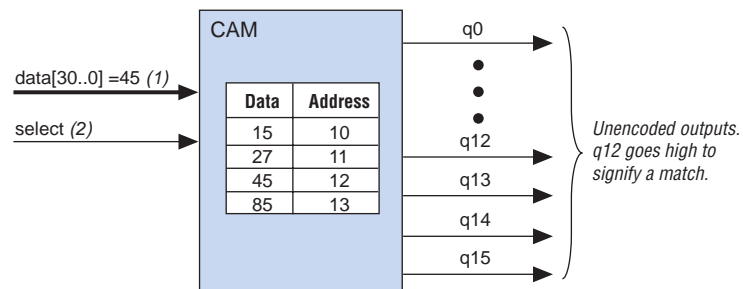 CAM
data[30..0] =45 (1)
select (2)
Data Address
15 10
27 11
45 12
85 13
q0
q12
q13
q14
q15
Unencoded outputs.
q12 goes high to
signify a match.